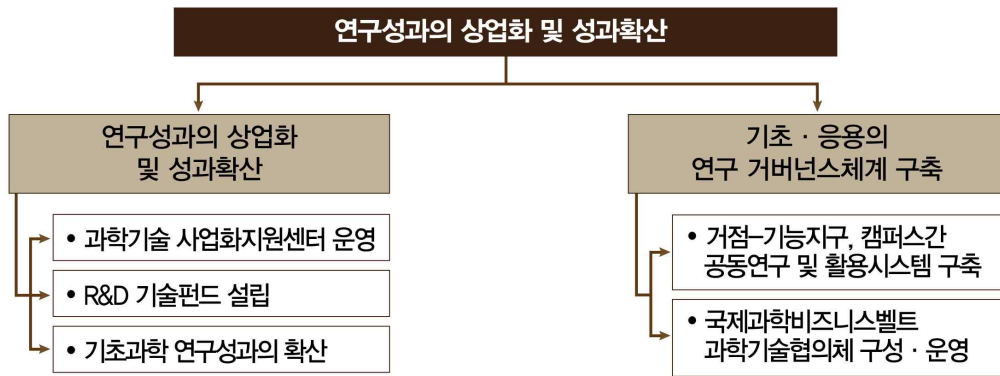 연구성과의 상업화 및 성과확산
연구성과의 상업화
및 성과확산
• 과학기술 사업화지원센터 운영
• R&D 기술펀드 설립
• 기초과학 연구성과의 확산
기초 · 응용의
연구 거버넌스체계 구축
• 거점-기능지구, 캠퍼스간
공동연구 및 활용시스템 구축
• 국제과학비즈니스벨트
과학기술협의체 구성 · 운영